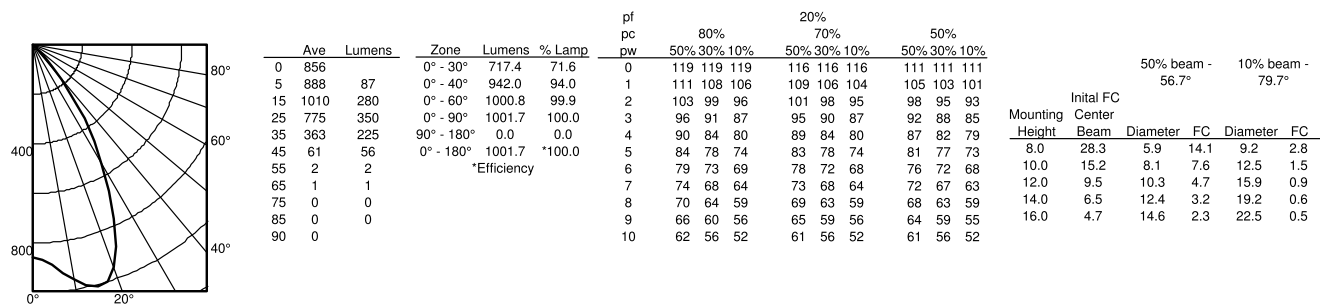 80°
60°
400
800
40°
0° 20°
Ave Lumens
0 856
5 888 87
15 1010 280
25 775 350
35 363 225
45 61 56
55 2 2
65 1 1
75 0 0
85 0 0
90 0
Zone Lumens % Lamp
0° - 30° 717.4 71.6
0° - 40° 942.0 94.0
0° - 60° 1000.8 99.9
0° - 90° 1001.7 100.0
90° - 180° 0.0 0.0
0° - 180° 1001.7 *100.0
*Efficiency
pf 20%
pc 80% 70% 50%
pw 50% 30% 10% 50% 30% 10% 50% 30% 10%
0 119 119 119 116 116 116 111 111 111
1 111 108 106 109 106 104 105 103 101
2 103 99 96 101 98 95 98 95 93
3 96 91 87 95 90 87 92 88 85
4 90 84 80 89 84 80 87 82 79
5 84 78 74 83 78 74 81 77 73
6 79 73 69 78 72 68 76 72 68
7 74 68 64 73 68 64 72 67 63
8 70 64 59 69 63 59 68 63 59
9 66 60 56 65 59 56 64 59 55
10 62 56 52 61 56 52 61 56 52
50% beam - 10% beam -
56.7° 79.7°
Inital FC
Mounting Center
Height Beam Diameter FC Diameter FC
8.0 28.3 5.9 14.1 9.2 2.8
10.0 15.2 8.1 7.6 12.5 1.5
12.0 9.5 10.3 4.7 15.9 0.9
14.0 6.5 12.4 3.2 19.2 0.6
16.0 4.7 14.6 2.3 22.5 0.5